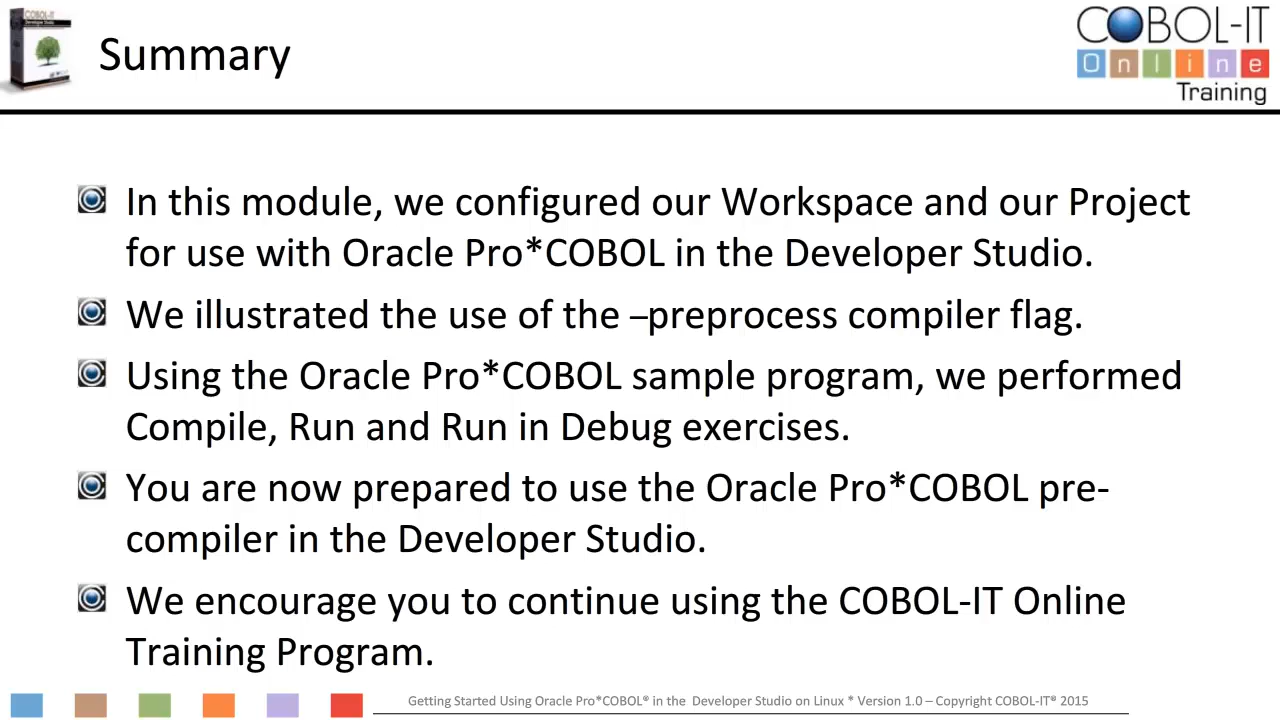 Summary
COBOL-IT
Online
Training
In this module, we configured our Workspace and our Project
for use with Oracle Pro*COBOL in the Developer Studio.
We illustrated the use of the –preprocess compiler flag.
Using the Oracle Pro*COBOL sample program, we performed
Compile, Run and Run in Debug exercises.
You are now prepared to use the Oracle Pro*COBOL pre-
compiler in the Developer Studio.
We encourage you to continue using the COBOL-IT Online
Training Program.
Getting Started Using Oracle Pro*COBOL® in the Developer Studio on Linux * Version 1.0 – Copyright COBOL-IT® 2015